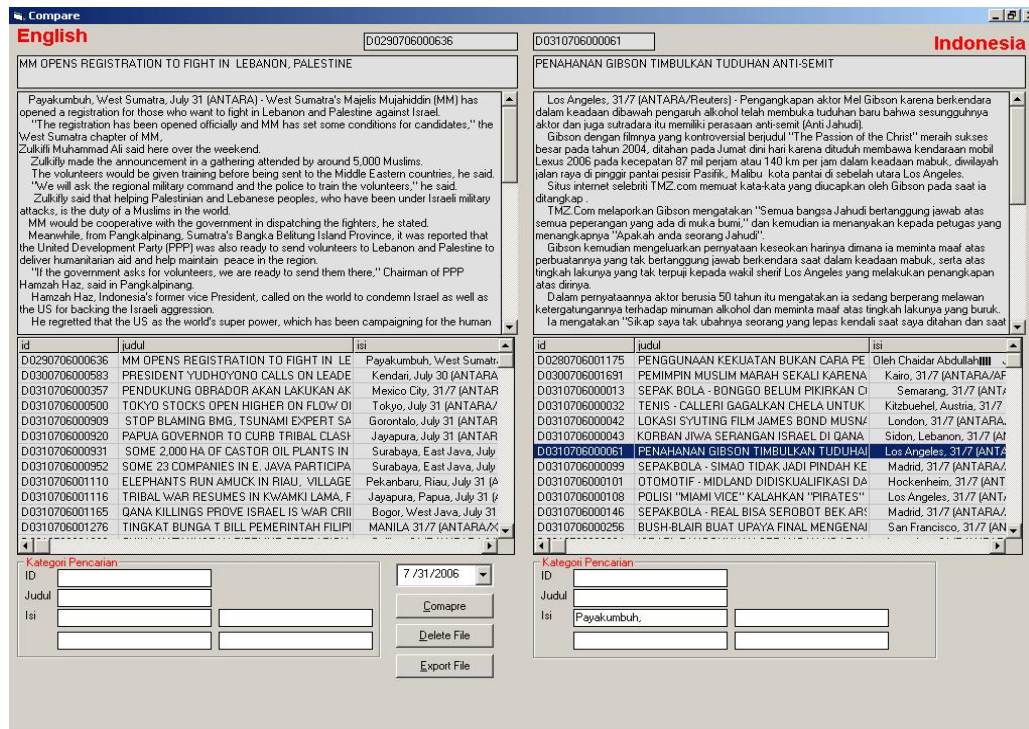 Compare
English
D0290706000636
MM OPENS REGISTRATION TO FIGHT IN LEBANON, PALESTINE
Payakumbuh, West Sumatra, July 31 (ANTARA) - West Sumatra's Majelis Mujahiddin (MM) has
opened a registration for those who want to fight in Lebanon and Palestine against Israel.
"The registration has been opened officially and MM has set some conditions for candidates," the
West Sumatra chapter of MM,
Zulkifli Muhammad Ali said here over the weekend.
Zulkifly made the announcement in a gathering attended by around 5,000 Muslims.
The volunteers would be given training before being sent to the Middle Eastern countries, he said.
"We will ask the regional military command and the police to train the volunteers," he said.
Zulkifly said that helping Palestinian and Lebanese peoples, who have been under Israeli military
attacks, is the duty of a Muslims in the world.
MM would be cooperative with the government in dispatching the fighters, he stated.
Meanwhile, from Pangkalpinang, Sumatra's Bangka Belitung Island Province, it was reported that
the United Development Party (PPP) was also ready to send volunteers to Lebanon and Palestine to
deliver humanitarian aid and help maintain peace in the region.
"If the government asks for volunteers, we are ready to send them there," Chairman of PPP
Hamzah Haz, said in Pangkalpinang.
Hamzah Haz, Indonesia's former vice President, called on the world to condemn Israel as well as
the US for backing the Israeli aggression.
He regretted that the US as the world's super power, which has been campaigning for the human
id judul isi
D0290706000636 MM OPENS REGISTRATION TO FIGHT IN LE Payakumbuh, West Sumatr
D0300706000583 PRESIDENT YUDHOYONO CALLS ON LEADE Kendari, July 30 (ANTARA
D0310706000357 PENDUKUNG OBRADOR AKAN LAKUKAN AK Mexico City, 31/7 (ANTAR
D0310706000500 TOKYO STOCKS OPEN HIGHER ON FLOW OI Tokyo, July 31 (ANTARA/
D0310706000909 STOP BLAMING BMG, TSUNAMI EXPERT SA Gorontalo, July 31 (ANTAR
D0310706000920 PAPUA GOVERNOR TO CURB TRIBAL CLASH Jayapura, July 31 (ANTAR
D0310706000931 SOME 2,000 HA OF CASTOR OIL PLANTS IN Surabaya, East Java, July
D0310706000952 SOME 23 COMPANIES IN E. JAVA PARTICIPA Surabaya, East Java, July
D0310706001110 ELEPHANTS RUN AMUCK IN RIAU, VILLAGE Pekanbaru, Riau, July 31 (A
D0310706001116 TRIBAL WAR RESUMES IN KWAMKI LAMA, P Jayapura, Papua, July 31 (
D0310706001165 QANA KILLINGS PROVE ISRAEL IS WAR CRII Bogor, West Java, July 31
D0310706001276 TINGKAT BUNGA T BILL PEMERINTAH FILIPI MANILA 31/7 (ANTARA/X
Kategori Pencarian
ID
Judul
Isi
7 /31/2006
Comapre
Delete File
Export File
D0310706000061
Indonesia
PENAHANAN GIBSON TIMBULKAN TUDUHAN ANTI-SEMIT
Los Angeles, 31/7 (ANTARA/Reuters) - Pengangkapan aktor Mel Gibson karena berkendara
dalam keadaan dibawah pengaruh alkohol telah membuka tuduhan baru bahwa sesungguhnya
aktor dan juga sutradara itu memiliki perasaan anti-semit (Anti Jahudi).
Gibson dengan filmnya yang kontroversial berjudul "The Passion of the Christ" meraih sukses
besar pada tahun 2004, ditahan pada Jumat dini hari karena dituduh membawa kendaraan mobil
Lexus 2006 pada kecepatan 87 mil perjam atau 140 km per jam dalam keadaan mabuk, diwilayah
jalan raya di pinggir pantai pesisir Pasifik, Malibu kota pantai di sebelah utara Los Angeles.
Situs internet selebriti TMZ.com memuat kata-kata yang diucapkan oleh Gibson pada saat ia
ditangkap .
TMZ.Com melaporkan Gibson mengatakan "Semua bangsa Jahudi bertanggung jawab atas
semua peperangan yang ada di muka bumi," dan kemudian ia menanyakan kepada petugas yang
menangkapnya "Apakah anda seorang Jahudi".
Gibson kemudian mengeluarkan pernyataan keseokan harinya dimana ia meminta maaf atas
perbuatannya yang tak bertanggung jawab berkendara saat dalam keadaan mabuk, serta atas
tingkah lakunya yang tak terpuji kepada wakil sherif Los Angeles yang melakukan penangkapan
atas dirinya.
Dalam pernyataannya aktor berusia 50 tahun itu mengatakan ia sedang berperang melawan
ketergantungannya terhadap minuman alkohol dan meminta maaf atas tingkah lakunya yang buruk.
Ia mengatakan "Sikap saya tak ubahnya seorang yang lepas kendali saat saya ditahan dan saat
id judul isi
D0280706001175 PENGGUNAAN KEKUATAN BUKAN CARA PE Oleh Chaidar Abdullah
D0300706001691 PEMIMPIN MUSLIM MARAH SEKALI KARENA Kairo, 31/7 (ANTARA/AF
D0310706000013 SEPAK BOLA - BONGGO BELUM PIKIRKAN CI Semarang, 31/7 (ANTA
D0310706000032 TENIS - CALLERI GAGALKAN CHELA UNTUK Kitzbuehel, Austria, 31/7
D0310706000042 LOKASI SYUTING FILM JAMES BOND MUSNA London, 31/7 (ANTARA
D0310706000043 KORBAN JIWA SERANGAN ISRAEL DI QANA Sidon, Lebanon, 31/7 (AN
D0310706000061 PENAHANAN GIBSON TIMBULKAN TUDUHAI Los Angeles, 31/7 (ANTA
D0310706000099 SEPAKBOLA - SIMAO TIDAK JADI PINDAH KE Madrid, 31/7 (ANTARA/
D0310706000101 OTOMOTIF - MIDLAND DIDISKUALIFIKASI DA Hockenheim, 31/7 (ANT
D0310706000108 POLISI "MIAMI VICE" KALAHKAN "PIRATES" Los Angeles, 31/7 (ANT
D0310706000146 SEPAKBOLA - REAL BISA SEROBOT BEK ARS Madrid, 31/7 (ANTARA/
D0310706000256 BUSH-BLAIR BUAT UPAYA FINAL MENGENAI San Francisco, 31/7 (AN
Kategori Pencarian
ID
Judul
Isi
Payakumbuh,